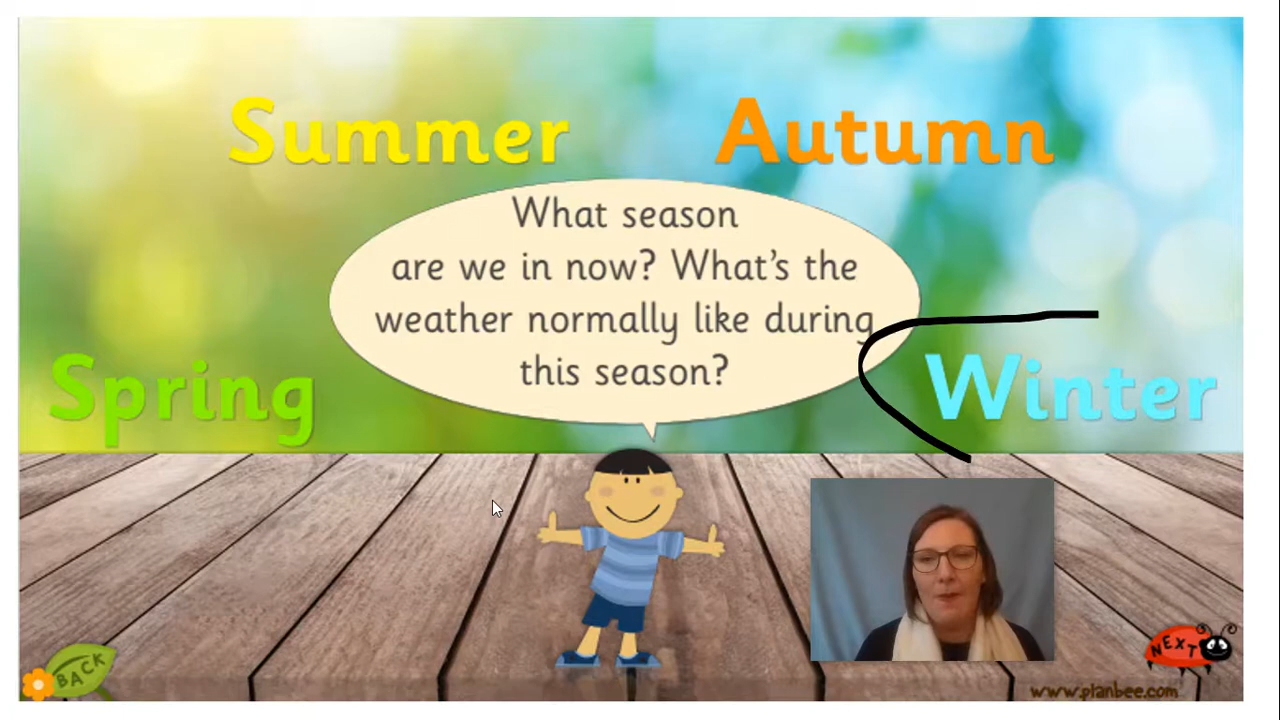 Summer
Autumn
What season
are we in now? What's the
weather normally like during
this season?
Spring
Winter
BACK
NEXT
www.planbee.com